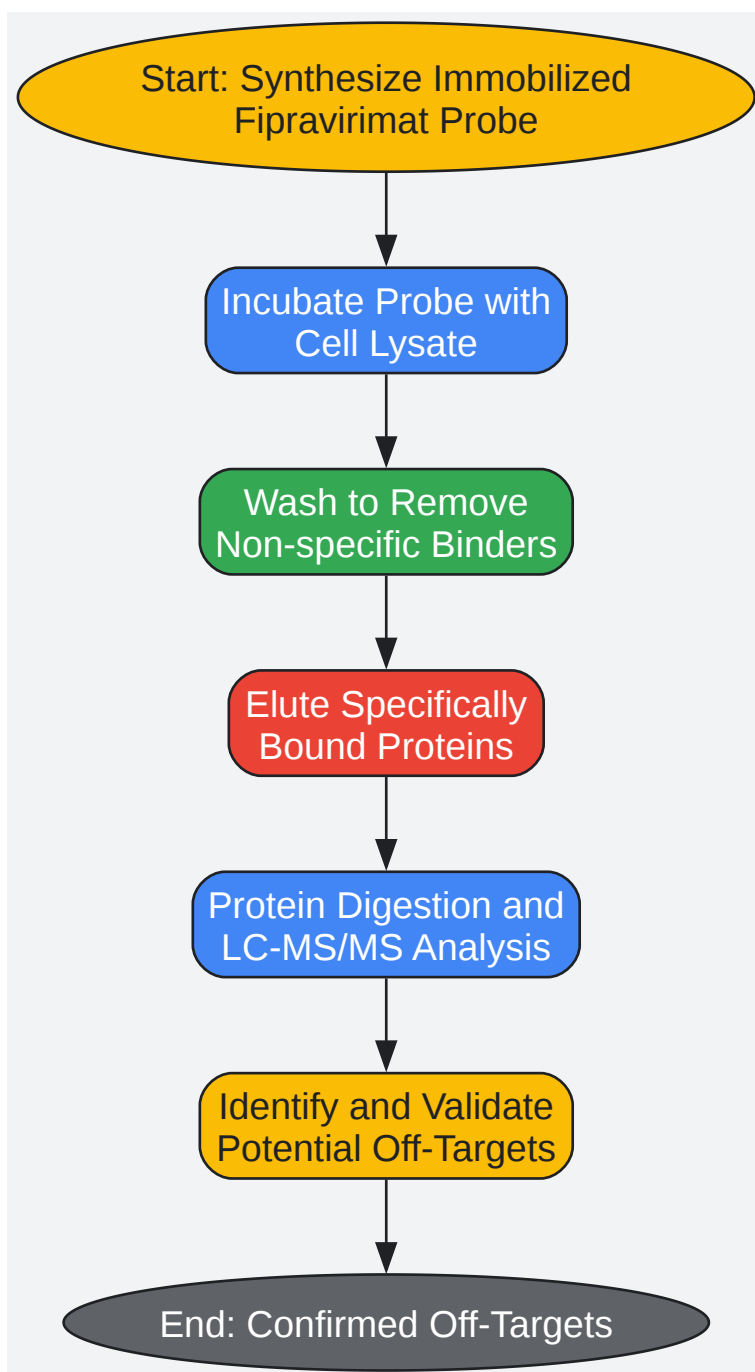 Start: Synthesize Immobilized
Fipravirimat Probe
Incubate Probe with
Cell Lysate
Wash to Remove
Non-specific Binders
Elute Specifically
Bound Proteins
Protein Digestion and
LC-MS/MS Analysis
Identify and Validate
Potential Off-Targets
End: Confirmed Off-Targets